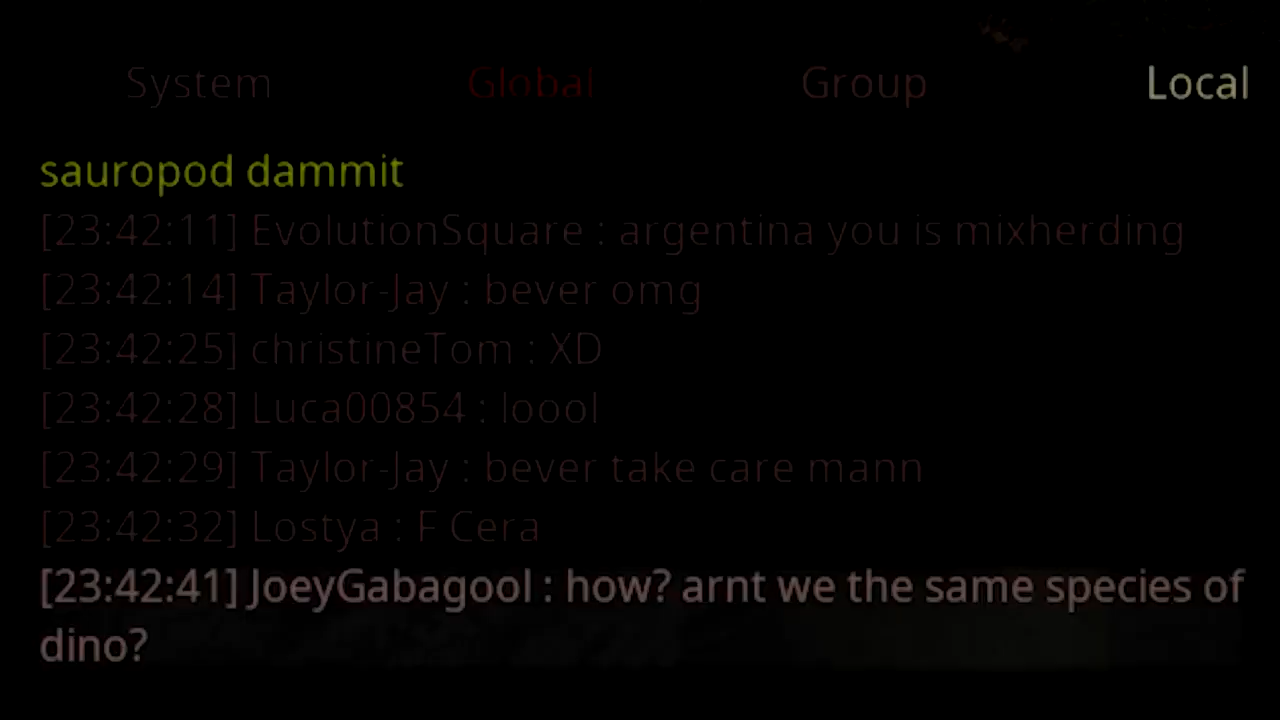 System Global Group Local
sauropod dammit
[23:42:11] EvolutionSquare : argentina you is mixherding
[23:42:14] Taylor-Jay : bever omg
[23:42:25] christineTom : XD
[23:42:28] Luca00854 : loool
[23:42:29] Taylor-Jay : bever take care mann
[23:42:32] Lostya : F Cera
[23:42:41] JoeyGabagool : how? arnt we the same species of
dino?